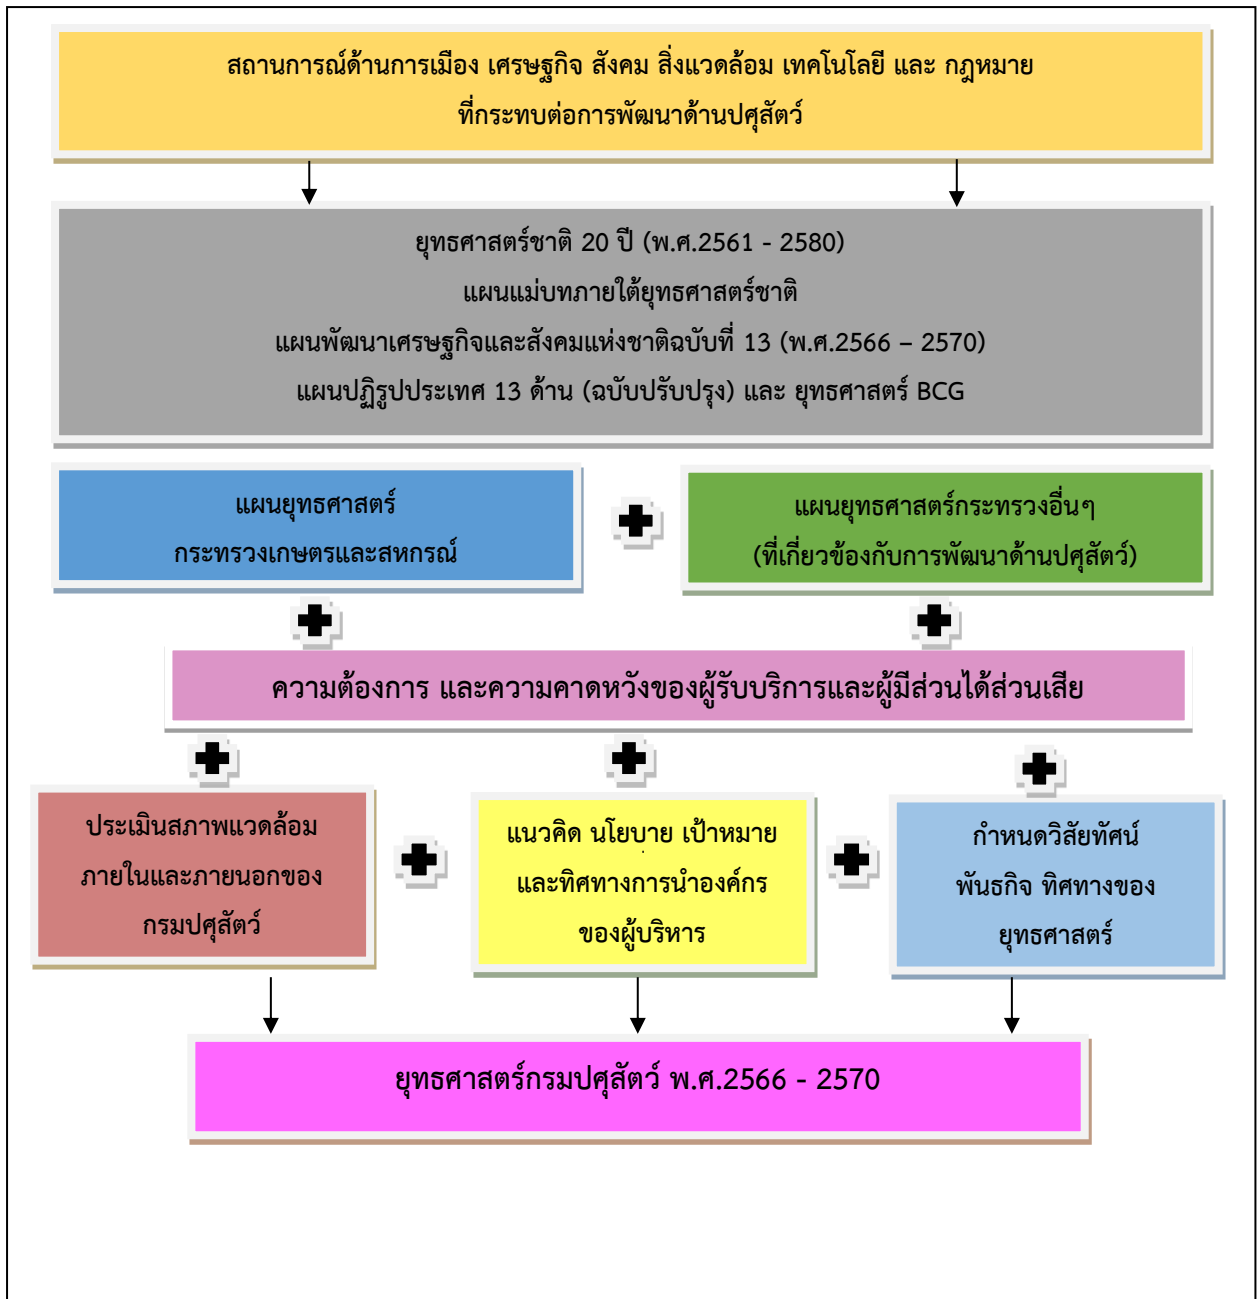 สถานการณ์ด้านการเมือง เศรษฐกิจ สังคม สิ่งแวดล้อม เทคโนโลยี และ กฎหมาย
ที่กระทบต่อการพัฒนาด้านปศุสัตว์
ยุทธศาสตร์ชาติ 20 ปี (พ.ศ.2561 - 2580)
แผนแม่บทภายใต้ยุทธศาสตร์ชาติ
แผนพัฒนาเศรษฐกิจและสังคมแห่งชาติฉบับที่ 13 (พ.ศ.2566 – 2570)
แผนปฏิรูปประเทศ 13 ด้าน (ฉบับปรับปรุง) และ ยุทธศาสตร์ BCG
แผนยุทธศาสตร์
กระทรวงเกษตรและสหกรณ์
แผนยุทธศาสตร์กระทรวงอื่นๆ
(ที่เกี่ยวข้องกับการพัฒนาด้านปศุสัตว์)
ความต้องการ และความคาดหวังของผู้รับบริการและผู้มีส่วนได้ส่วนเสีย
ประเมินสภาพแวดล้อม
ภายในและภายนอกของ
กรมปศุสัตว์
แนวคิด นโยบาย เป้าหมาย
และทิศทางการนำองค์กร
ของผู้บริหาร
กำหนดวิสัยทัศน์
พันธกิจ ทิศทางของ
ยุทธศาสตร์
ยุทธศาสตร์กรมปศุสัตว์ พ.ศ.2566 - 2570